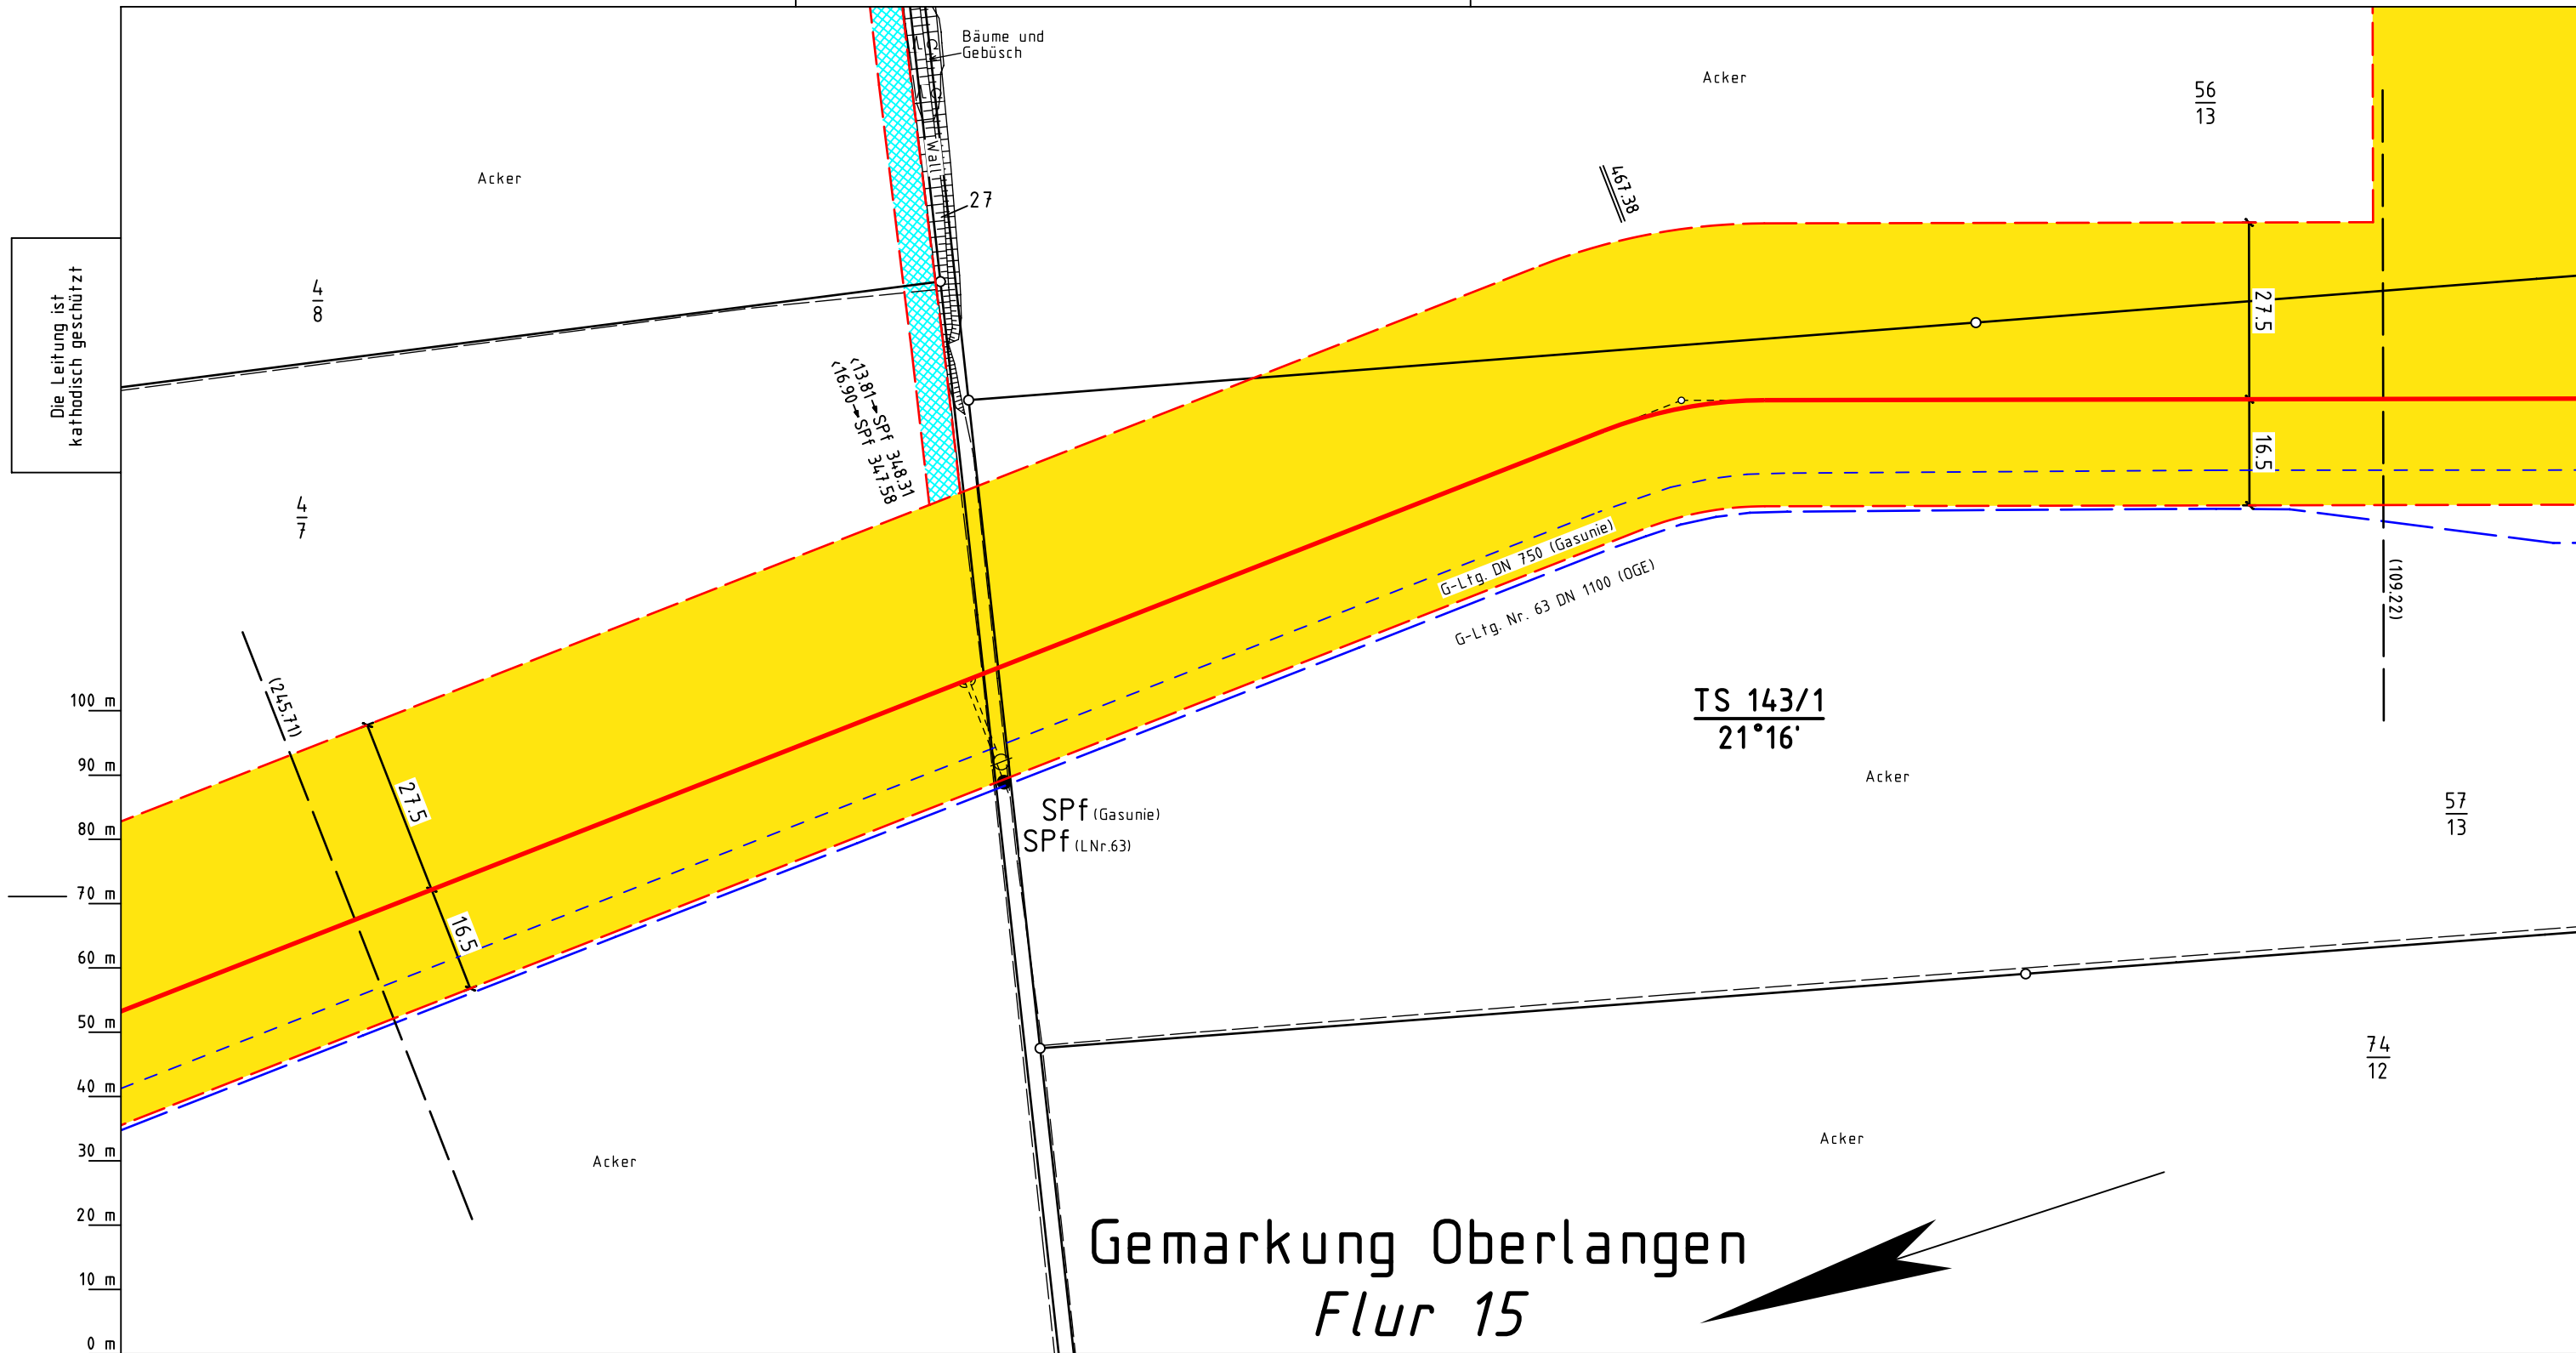 Bäume und
Gebüsch
Acker
56
13
Acker
Wall
27
467.38
Die Leitung ist
kathodisch geschützt
4
8
27.5
<13.81→SPf 348.31
<16.90→SPf 347.58
16.5
4
7
G-Ltg. DN 750 (Gasunie)
G-Ltg. Nr. 63 DN 1100 (OGE)
(109.22)
(245.71)
TS 143/1
21°16'
100 m
90 m
80 m
70 m
60 m
50 m
40 m
30 m
20 m
10 m
0 m
27.5
16.5
Acker
SPf (Gasunie)
SPf (LNr.63)
57
13
74
12
Acker
Acker
Gemarkung Oberlangen
Flur 15